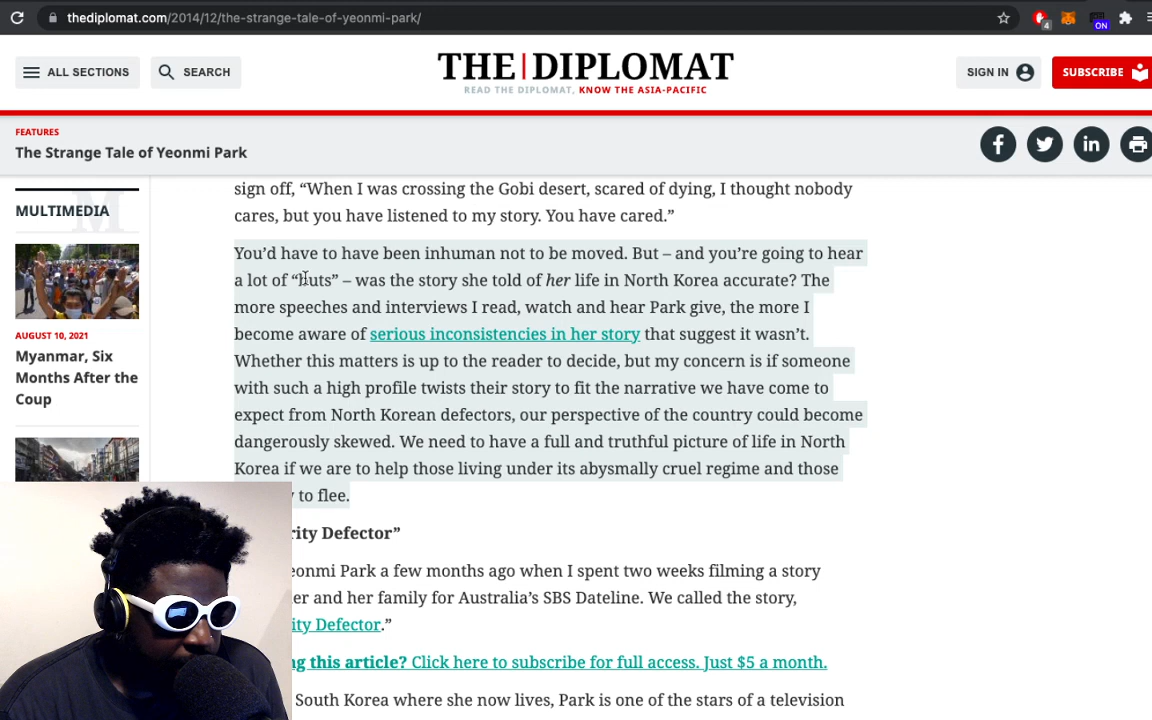 thediplomat.com/2014/12/the-strange-tale-of-yeonmi-park/
4
ON
ALL SECTIONS
SEARCH
THE DIPLOMAT
READ THE DIPLOMAT, KNOW THE ASIA-PACIFIC
SIGN IN
SUBSCRIBE
FEATURES
The Strange Tale of Yeonmi Park
MULTIMEDIA
AUGUST 10, 2021
Myanmar, Six
Months After the
Coup
sign off, “When I was crossing the Gobi desert, scared of dying, I thought nobody
cares, but you have listened to my story. You have cared.”
You’d have to have been inhuman not to be moved. But – and you’re going to hear
a lot of “buts” – was the story she told of her life in North Korea accurate? The
more speeches and interviews I read, watch and hear Park give, the more I
become aware of serious inconsistencies in her story that suggest it wasn’t.
Whether this matters is up to the reader to decide, but my concern is if someone
with such a high profile twists their story to fit the narrative we have come to
expect from North Korean defectors, our perspective of the country could become
dangerously skewed. We need to have a full and truthful picture of life in North
Korea if we are to help those living under its abysmally cruel regime and those
to flee.
rity Defector”
eonmi Park a few months ago when I spent two weeks filming a story
er and her family for Australia’s SBS Dateline. We called the story,
ity Defector.”
ng this article? Click here to subscribe for full access. Just $5 a month.
South Korea where she now lives, Park is one of the stars of a television